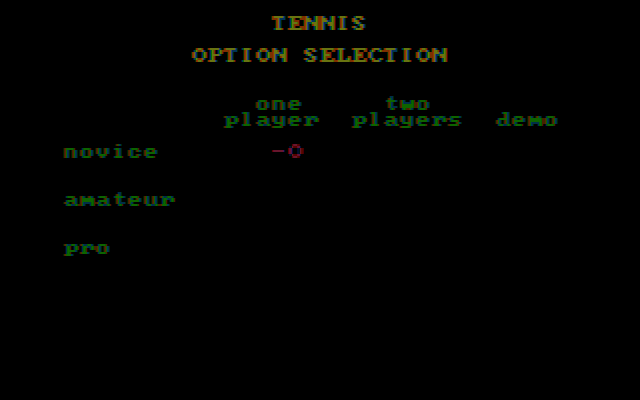 TENNIS
OPTION SELECTION
one two
player players demo
novice
amateur
pro